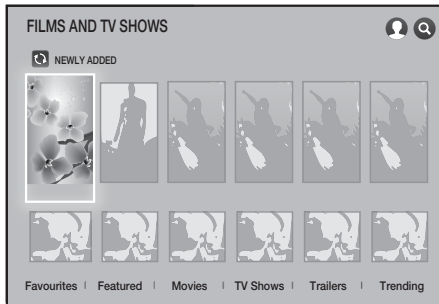 FILMS AND TV SHOWS
NEWLY ADDED
Favourites | Featured | Movies | TV Shows | Trailers | Trending